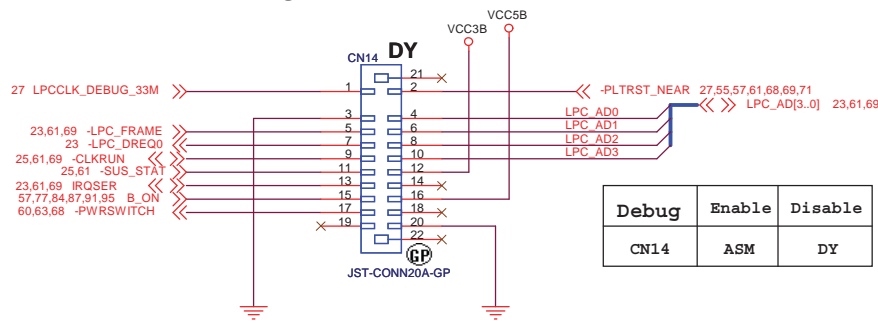 VCC5B
VCC3B
CN14 DY
21
27 LPCCLK_DEBUG_33M 1 2 -PLTRST_NEAR 27,55,57,61,68,69,71
LPC_AD[3..0] 23,61,69
3 4 LPC_AD0
23,61,69 -LPC_FRAME 5 6 LPC_AD1
23 -LPC_DREQ0 7 8 LPC_AD2
25,61,69 -CLKRUN 9 10 LPC_AD3
25,61 -SUS_STAT 11 12
23,61,69 IRQSER 13 14
57,77,84,87,91,95 B_ON 15 16
60,63,68 -PWRSWITCH 17 18
19 20
22
GP
JST-CONN20A-GP
Debug Enable Disable
CN14 ASM DY